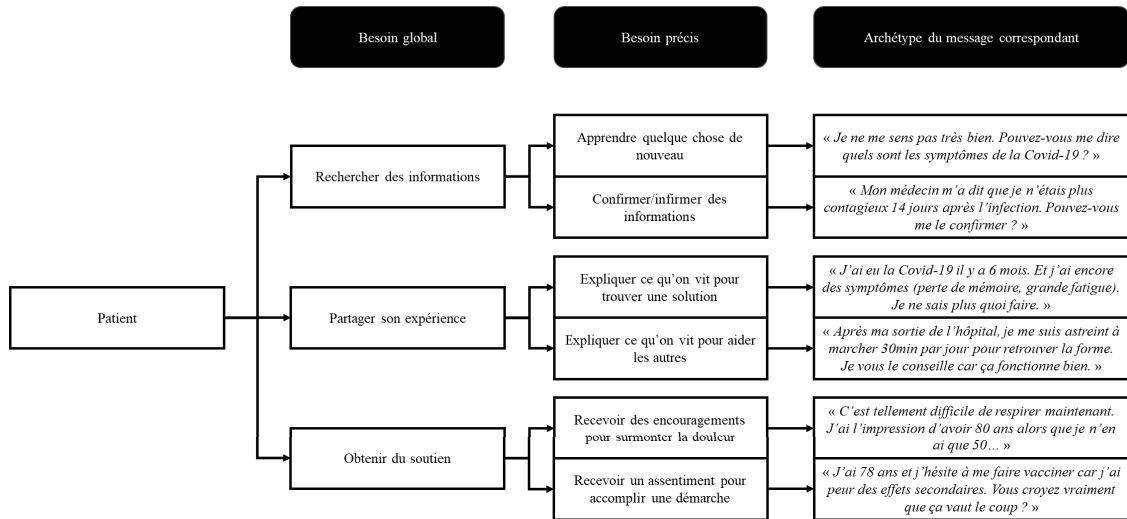 Besoin global
Besoin précis
Archétype du message correspondant
Patient
Rechercher des informations
Apprendre quelque chose de
nouveau
« Je ne me sens pas très bien. Pouvez-vous me dire
quels sont les symptômes de la Covid-19 ? »
Confirmer/infirmer des
informations
« Mon médecin m’a dit que je n’étais plus
contagieux 14 jours après l’infection. Pouvez-vous
me le confirmer ? »
Partager son expérience
Expliquer ce qu’on vit pour
trouver une solution
« J’ai eu la Covid-19 il y a 6 mois. Et j’ai encore
des symptômes (perte de mémoire, grande fatigue).
Je ne sais plus quoi faire. »
Expliquer ce qu’on vit pour aider
les autres
« Après ma sortie de l’hôpital, je me suis astreint à
marcher 30min par jour pour retrouver la forme.
Je vous le conseille car ça fonctionne bien. »
Obtenir du soutien
Recevoir des encouragements
pour surmonter la douleur
« C’est tellement difficile de respirer maintenant.
J’ai l’impression d’avoir 80 ans alors que je n’en
ai que 50… »
Recevoir un assentiment pour
accomplir une démarche
« J’ai 78 ans et j’hésite à me faire vacciner car j’ai
peur des effets secondaires. Vous croyez vraiment
que ça vaut le coup ? »